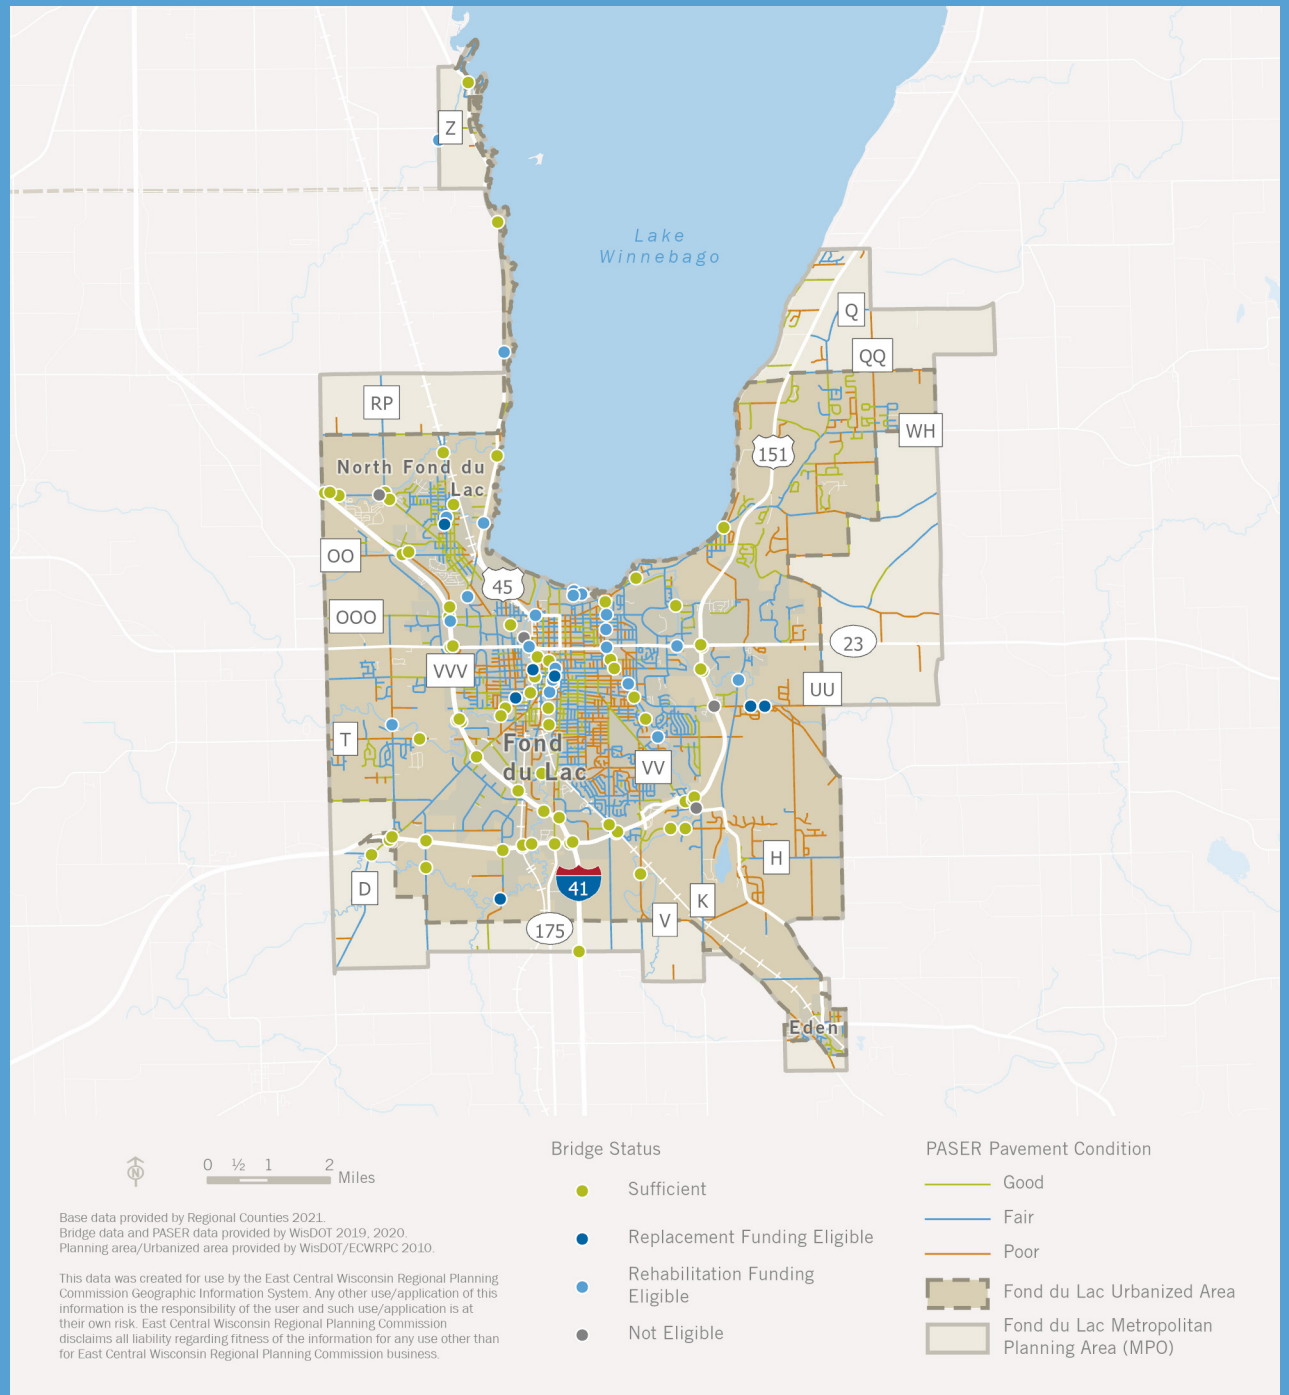 Z
Lake
Winnebago
Q
QQ
RP
WH
151
North Fond du
Lac
OO
45
OOO
23
VVV
UU
T
Fond
du Lac
VV
H
D
41
K
V
175
Eden
0 ½ 1 2
Miles
Base data provided by Regional Counties 2021.
Bridge data and PASER data provided by WisDOT 2019, 2020.
Planning area/Urbanized area provided by WisDOT/ECWRPC 2010.
This data was created for use by the East Central Wisconsin Regional Planning
Commission Geographic Information System. Any other use/application of this
information is the responsibility of the user and such use/application is at
their own risk. East Central Wisconsin Regional Planning Commission
disclaims all liability regarding fitness of the information for any use other than
for East Central Wisconsin Regional Planning Commission business.
N
Bridge Status
Sufficient
Replacement Funding Eligible
Rehabilitation Funding
Eligible
Not Eligible
PASER Pavement Condition
Good
Fair
Poor
Fond du Lac Urbanized Area
Fond du Lac Metropolitan
Planning Area (MPO)